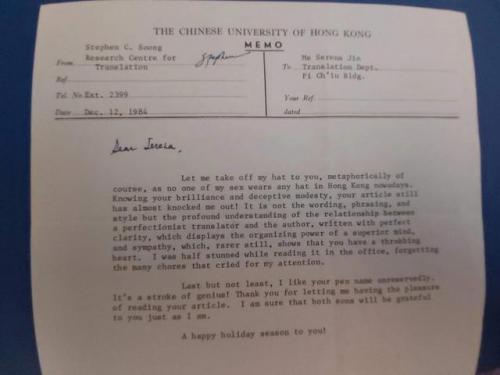 THE CHINESE UNIVERSITY OF HONG KONG
MEMO
Stephen C. Soong
From Research Centre for Translation
Stephen
Ms Serena Jin
To Translation Dept.
Pi Ch'iu Bldg.
Ref.
Tel. No. Ext. 2399
Your Ref.
Date Dec. 12, 1984
dated
Dear Serena,
Let me take off my hat to you, metaphorically of
course, as no one of my sex wears any hat in Hong Kong nowadays.
Knowing your brilliance and deceptive modesty, your article still
has almost knocked me out! It is not the wording, phrasing, and
style but the profound understanding of the relationship between
a perfectionist translator and the author, written with perfect
clarity, which displays the organizing power of a superior mind,
and sympathy, which, rarer still, shows that you have a throbbing
heart. I was half stunned while reading it in the office, forgetting
the many chores that cried for my attention.
Last but not least, I like your pen name unreservedly.
It's a stroke of genius! Thank you for letting me having the pleasure
of reading your article. I am sure that both sons will be grateful
to you just as I am.
A happy holiday season to you!